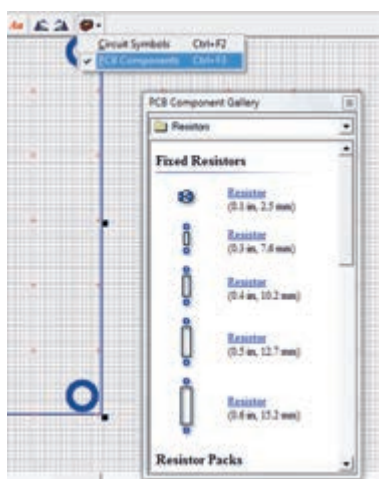 Aa
Circuit Symbols Ctrl+F2
PCB Components Ctrl+F3
PCB Component Gallery
Resistors
Fixed Resistors
Resistor
(0.1 in, 2.5 mm)
Resistor
(0.3 in, 7.6 mm)
Resistor
(0.4 in, 10.2 mm)
Resistor
(0.5 in, 12.7 mm)
Resistor
(0.6 in, 15.2 mm)
Resistor Packs